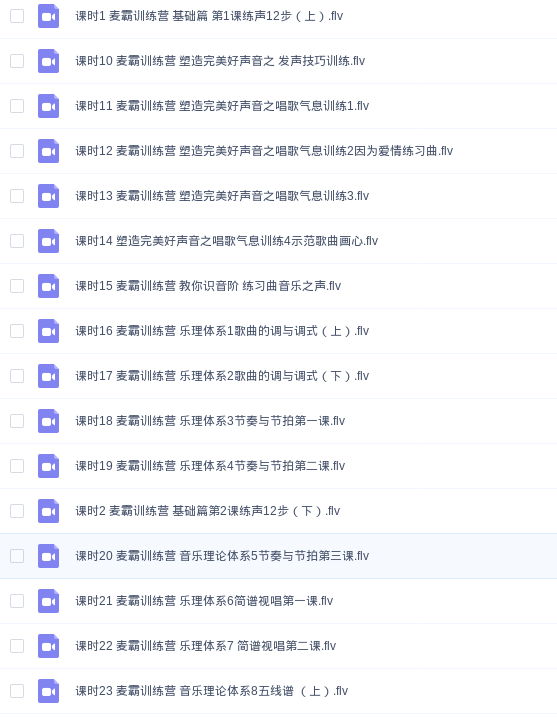 课时1 麦霸训练营 基础篇 第1课练声12步（上）.flv
课时10 麦霸训练营 塑造完美好声音之 发声技巧训练.flv
课时11 麦霸训练营 塑造完美好声音之唱歌气息训练1.flv
课时12 麦霸训练营 塑造完美好声音之唱歌气息训练2因为爱情练习曲.flv
课时13 麦霸训练营 塑造完美好声音之唱歌气息训练3.flv
课时14 塑造完美好声音之唱歌气息训练4示范歌曲画心.flv
课时15 麦霸训练营 教你识音阶 练习曲音乐之声.flv
课时16 麦霸训练营 乐理体系1歌曲的调与调式（上）.flv
课时17 麦霸训练营 乐理体系2歌曲的调与调式（下）.flv
课时18 麦霸训练营 乐理体系3节奏与节拍第一课.flv
课时19 麦霸训练营 乐理体系4节奏与节拍第二课.flv
课时2 麦霸训练营 基础篇第2课练声12步（下）.flv
课时20 麦霸训练营 音乐理论体系5节奏与节拍第三课.flv
课时21 麦霸训练营 乐理体系6简谱视唱第一课.flv
课时22 麦霸训练营 乐理体系7 简谱视唱第二课.flv
课时23 麦霸训练营 音乐理论体系8五线谱 （上）.flv